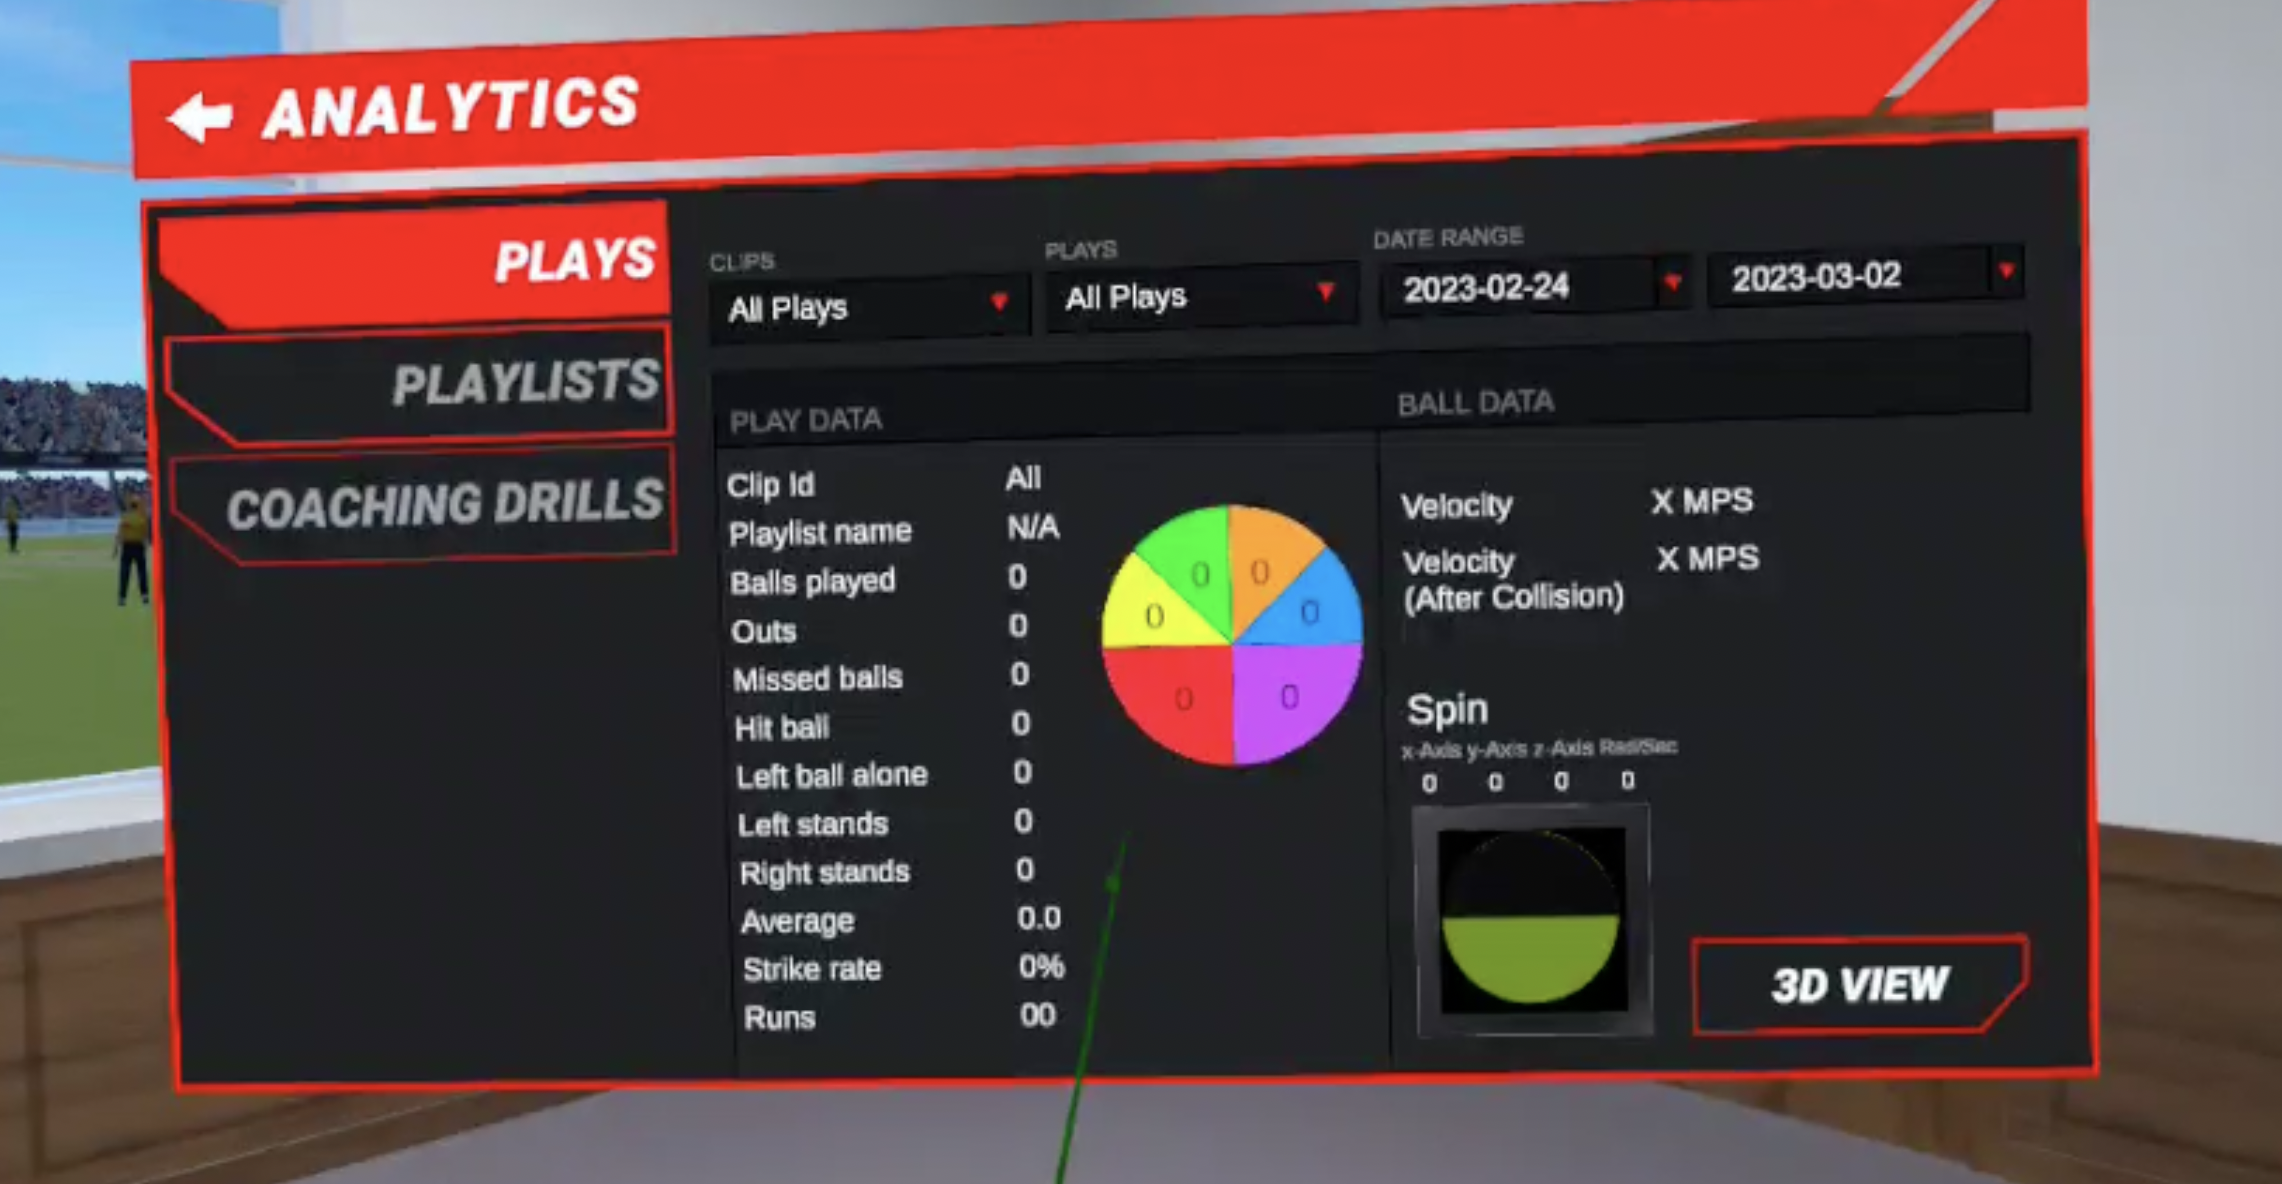 ANALYTICS
PLAYS
PLAYLISTS
COACHING DRILLS
CLIPS
All Plays
PLAYS
All Plays
DATE RANGE
2023-02-24
2023-03-02
PLAY DATA
Clip Id All
Playlist name N/A
Balls played 0
Outs 0
Missed balls 0
Hit ball 0
Left ball alone 0
Left stands 0
Right stands 0
Average 0.0
Strike rate 0%
Runs 00
0 0
0 0
0 0
BALL DATA
Velocity X MPS
Velocity X MPS
(After Collision)
Spin
x-Axis y-Axis z-Axis Rad/Sec
0 0 0 0
3D VIEW